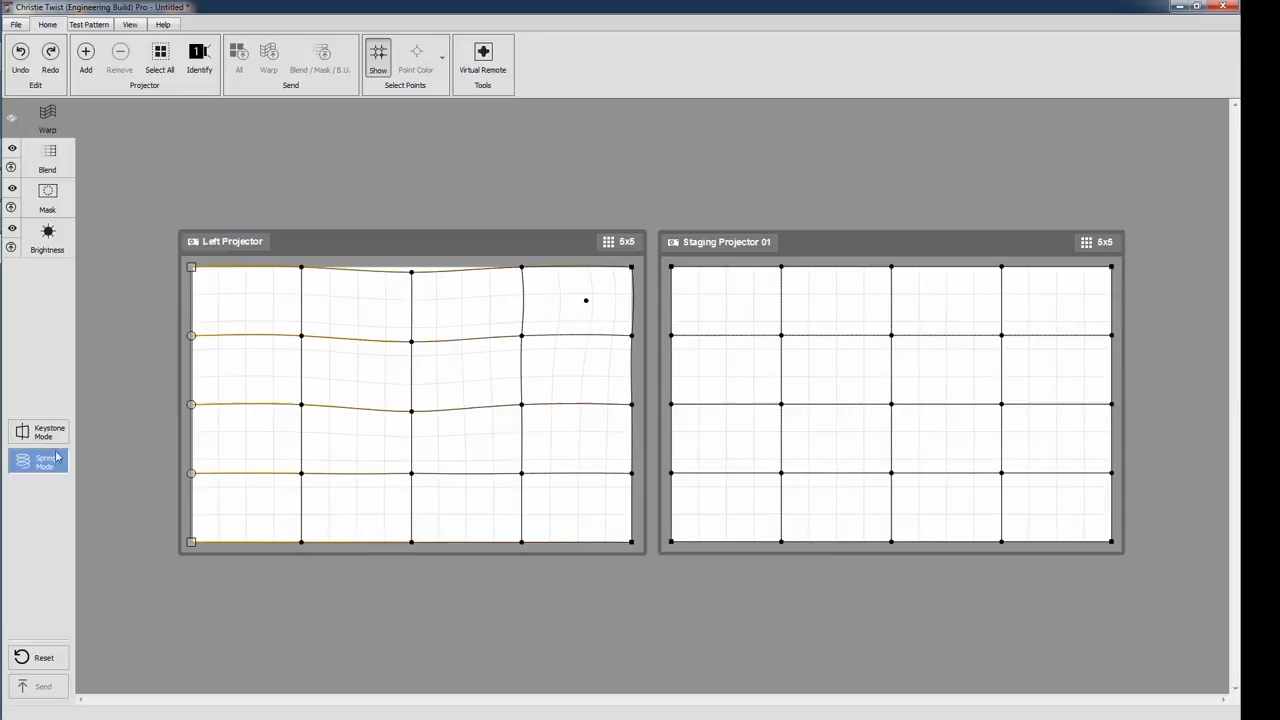 Christie Twist (Engineering Build) Pro - Untitled *
File Home Test Pattern View Help
Undo Redo Add Remove Select All Identify All Warp Blend / Mask / B.U. Show Point Color Virtual Remote
Edit Projector Send Select Points Tools
Warp
Blend
Mask
Brightness
Left Projector 5x5 Staging Projector 01 5x5
Keystone
Mode
Spring
Mode
Reset
Send